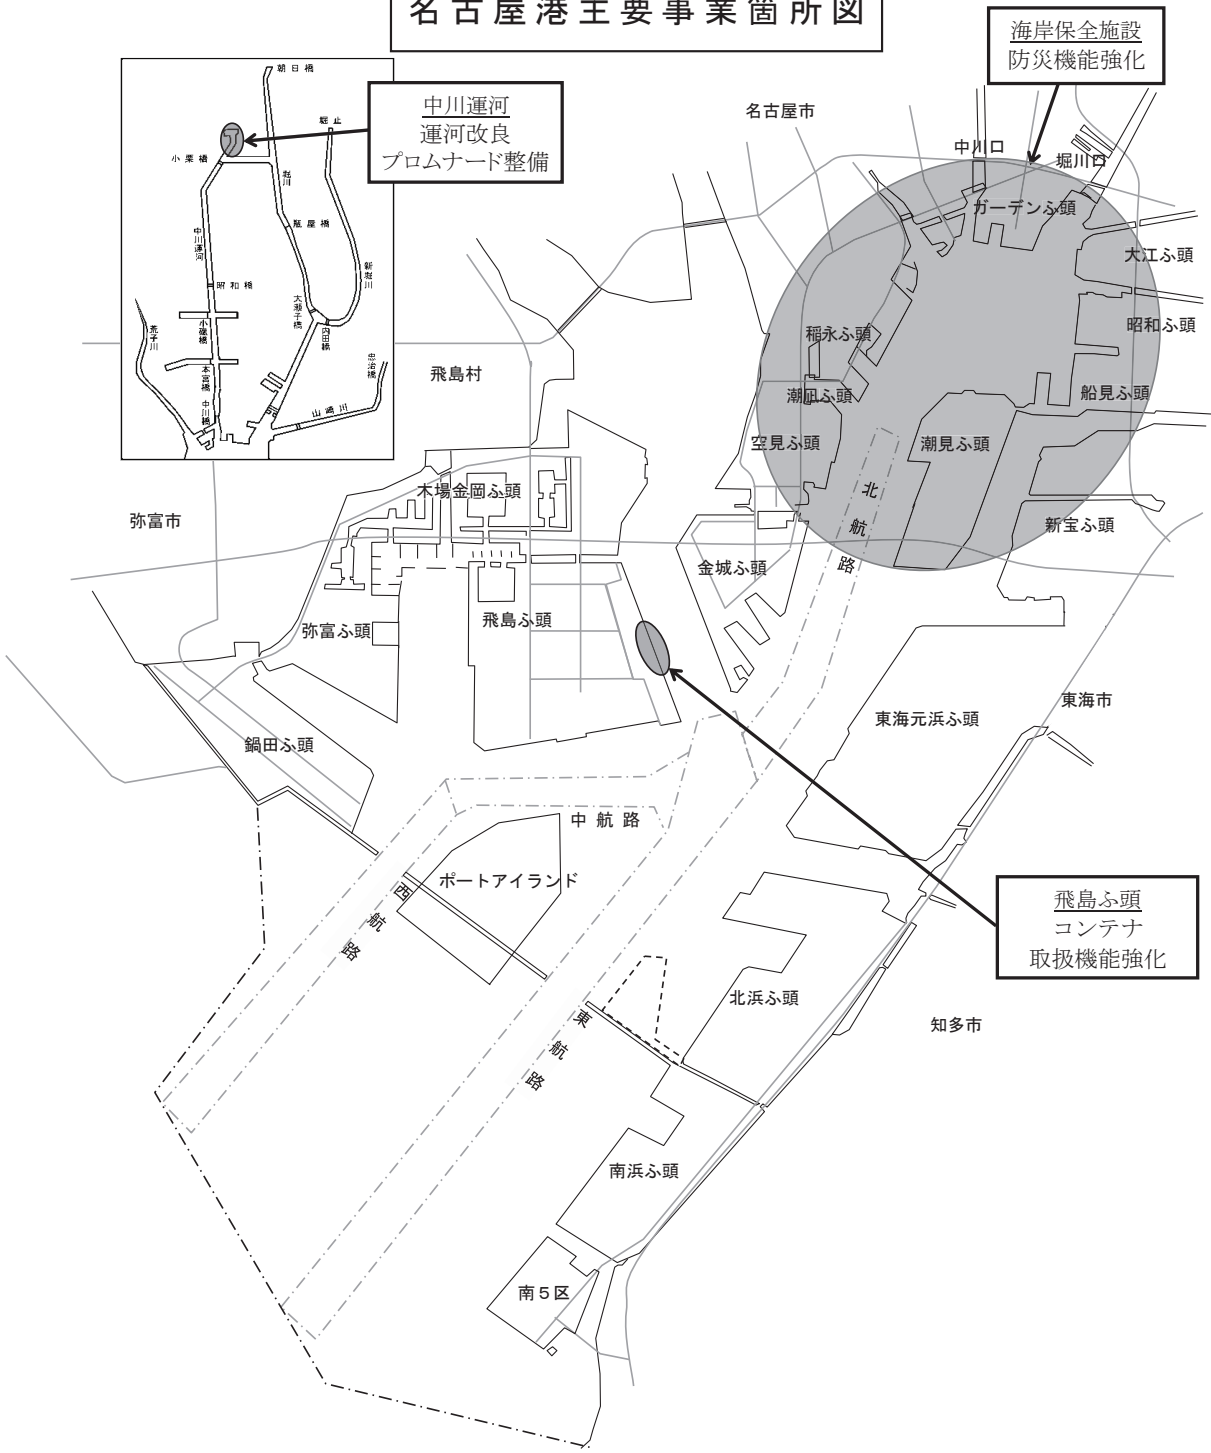 名古屋港主要事業箇所図
海岸保全施設
防災機能強化
中川運河
運河改良
プロムナード整備
朝日橋
堀止
小栗橋
堀川
瓶屋橋
中川運河
新堀川
昭和橋
大瀬子橋
荒子川
小碓橋
内田橋
忠治橋
本宮橋
中川橋
山崎川
名古屋市
中川口
堀川口
ガーデンふ頭
大江ふ頭
昭和ふ頭
稲永ふ頭
飛島村
潮凪ふ頭
船見ふ頭
空見ふ頭
潮見ふ頭
木場金岡ふ頭
北航路
弥富市
新宝ふ頭
金城ふ頭
飛島ふ頭
弥富ふ頭
東海市
東海元浜ふ頭
鍋田ふ頭
中航路
ポートアイランド
西航路
飛島ふ頭
コンテナ
取扱機能強化
北浜ふ頭
東航路
知多市
南浜ふ頭
南5区